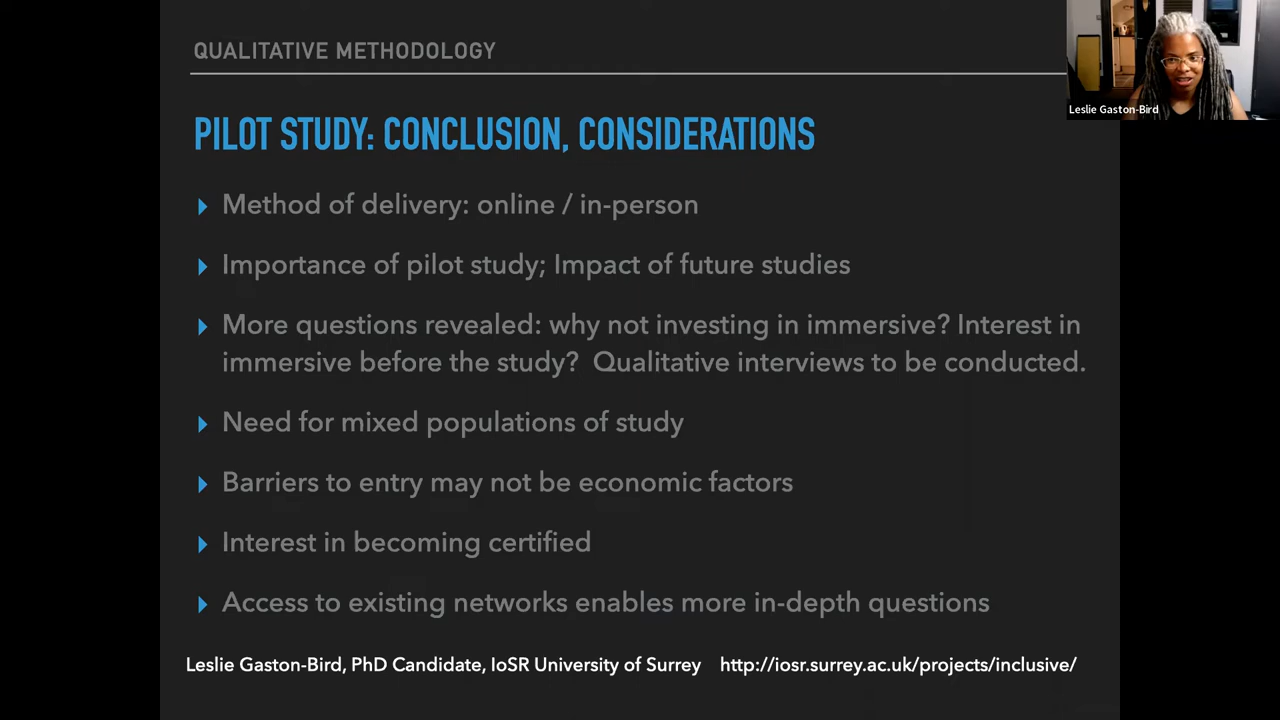 QUALITATIVE METHODOLOGY
Leslie Gaston-Bird
PILOT STUDY: CONCLUSION, CONSIDERATIONS
Method of delivery: online / in-person
Importance of pilot study; Impact of future studies
More questions revealed: why not investing in immersive? Interest in
immersive before the study?  Qualitative interviews to be conducted.
Need for mixed populations of study
Barriers to entry may not be economic factors
Interest in becoming certified
Access to existing networks enables more in-depth questions
Leslie Gaston-Bird, PhD Candidate, IoSR University of Surrey http://iosr.surrey.ac.uk/projects/inclusive/